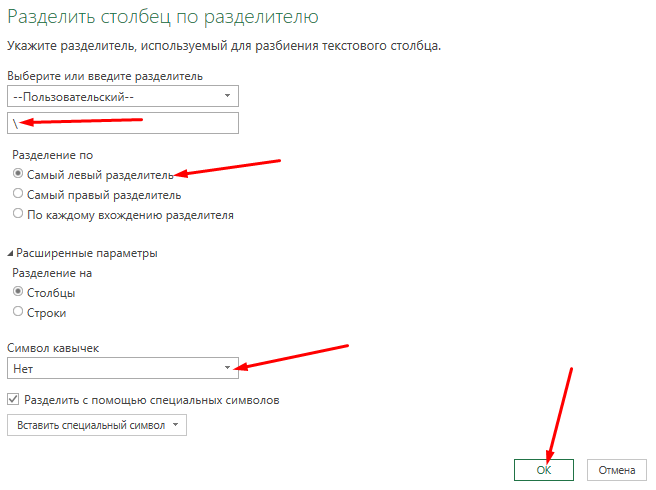 Разделить столбец по разделителю
Укажите разделитель, используемый для разбиения текстового столбца.
Выберите или введите разделитель
--Пользовательский--
\
Разделение по
Самый левый разделитель
Самый правый разделитель
По каждому вхождению разделителя
Расширенные параметры
Разделение на
Столбцы
Строки
Символ кавычек
Нет
Разделить с помощью специальных символов
Вставить специальный символ
ОК Отмена